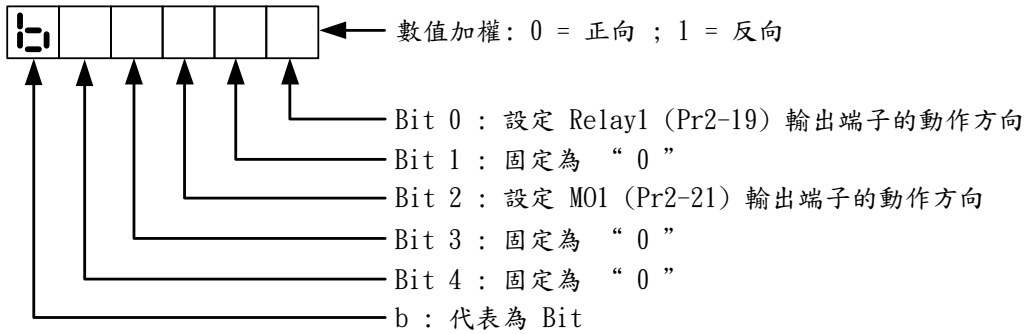 b
數值加權: 0 = 正向 ; 1 = 反向
Bit 0 : 設定 Relay1 (Pr2-19) 輸出端子的動作方向
Bit 1 : 固定為 “ 0 ”
Bit 2 : 設定 MO1 (Pr2-21) 輸出端子的動作方向
Bit 3 : 固定為 “ 0 ”
Bit 4 : 固定為 “ 0 ”
b : 代表為 Bit